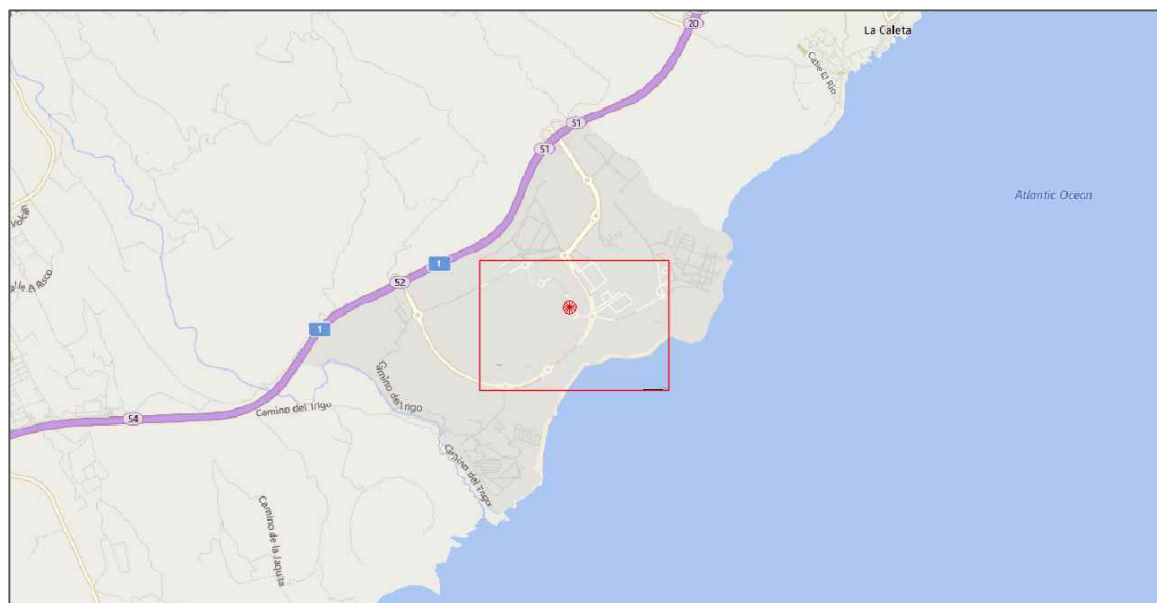 20
La Caleta
Calle El Río
51
51
Atlantic Ocean
1
52
1
Camino del Trigo
Camino del Trigo
54
Camino del Trigo
Camino de la Jaquita